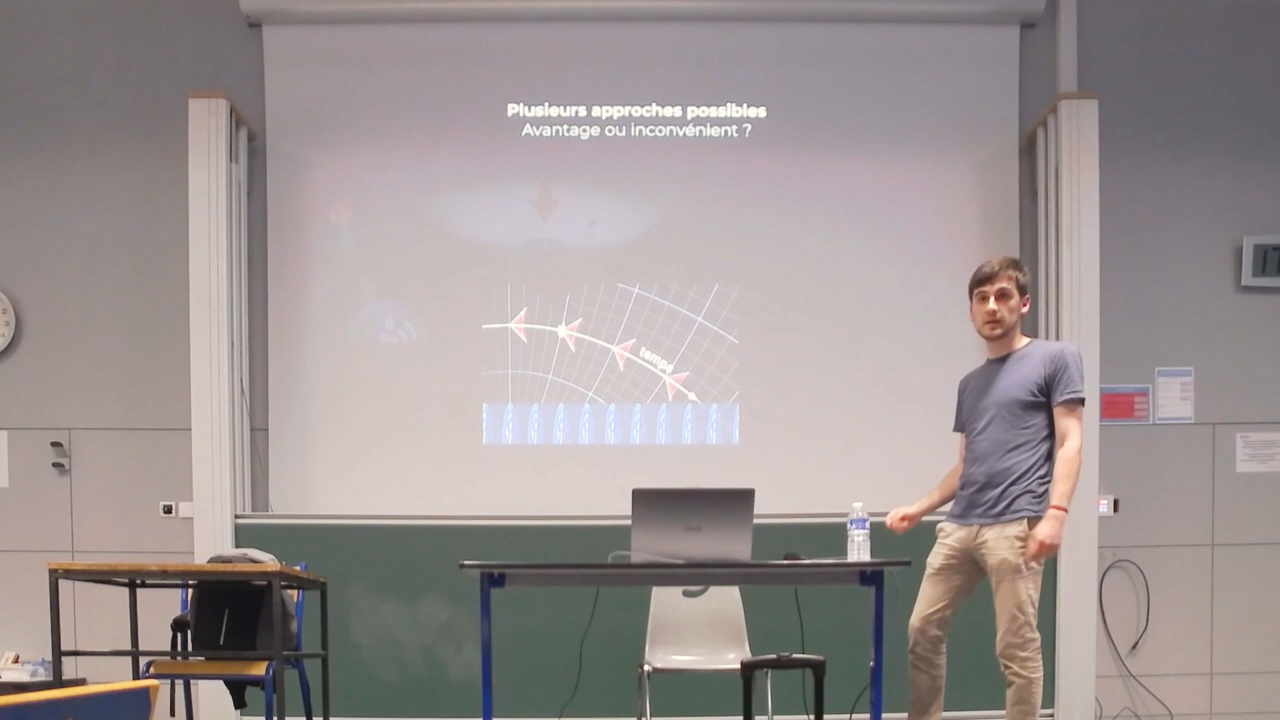 Plusieurs approches possibles
Avantage ou inconvénient ?
temps